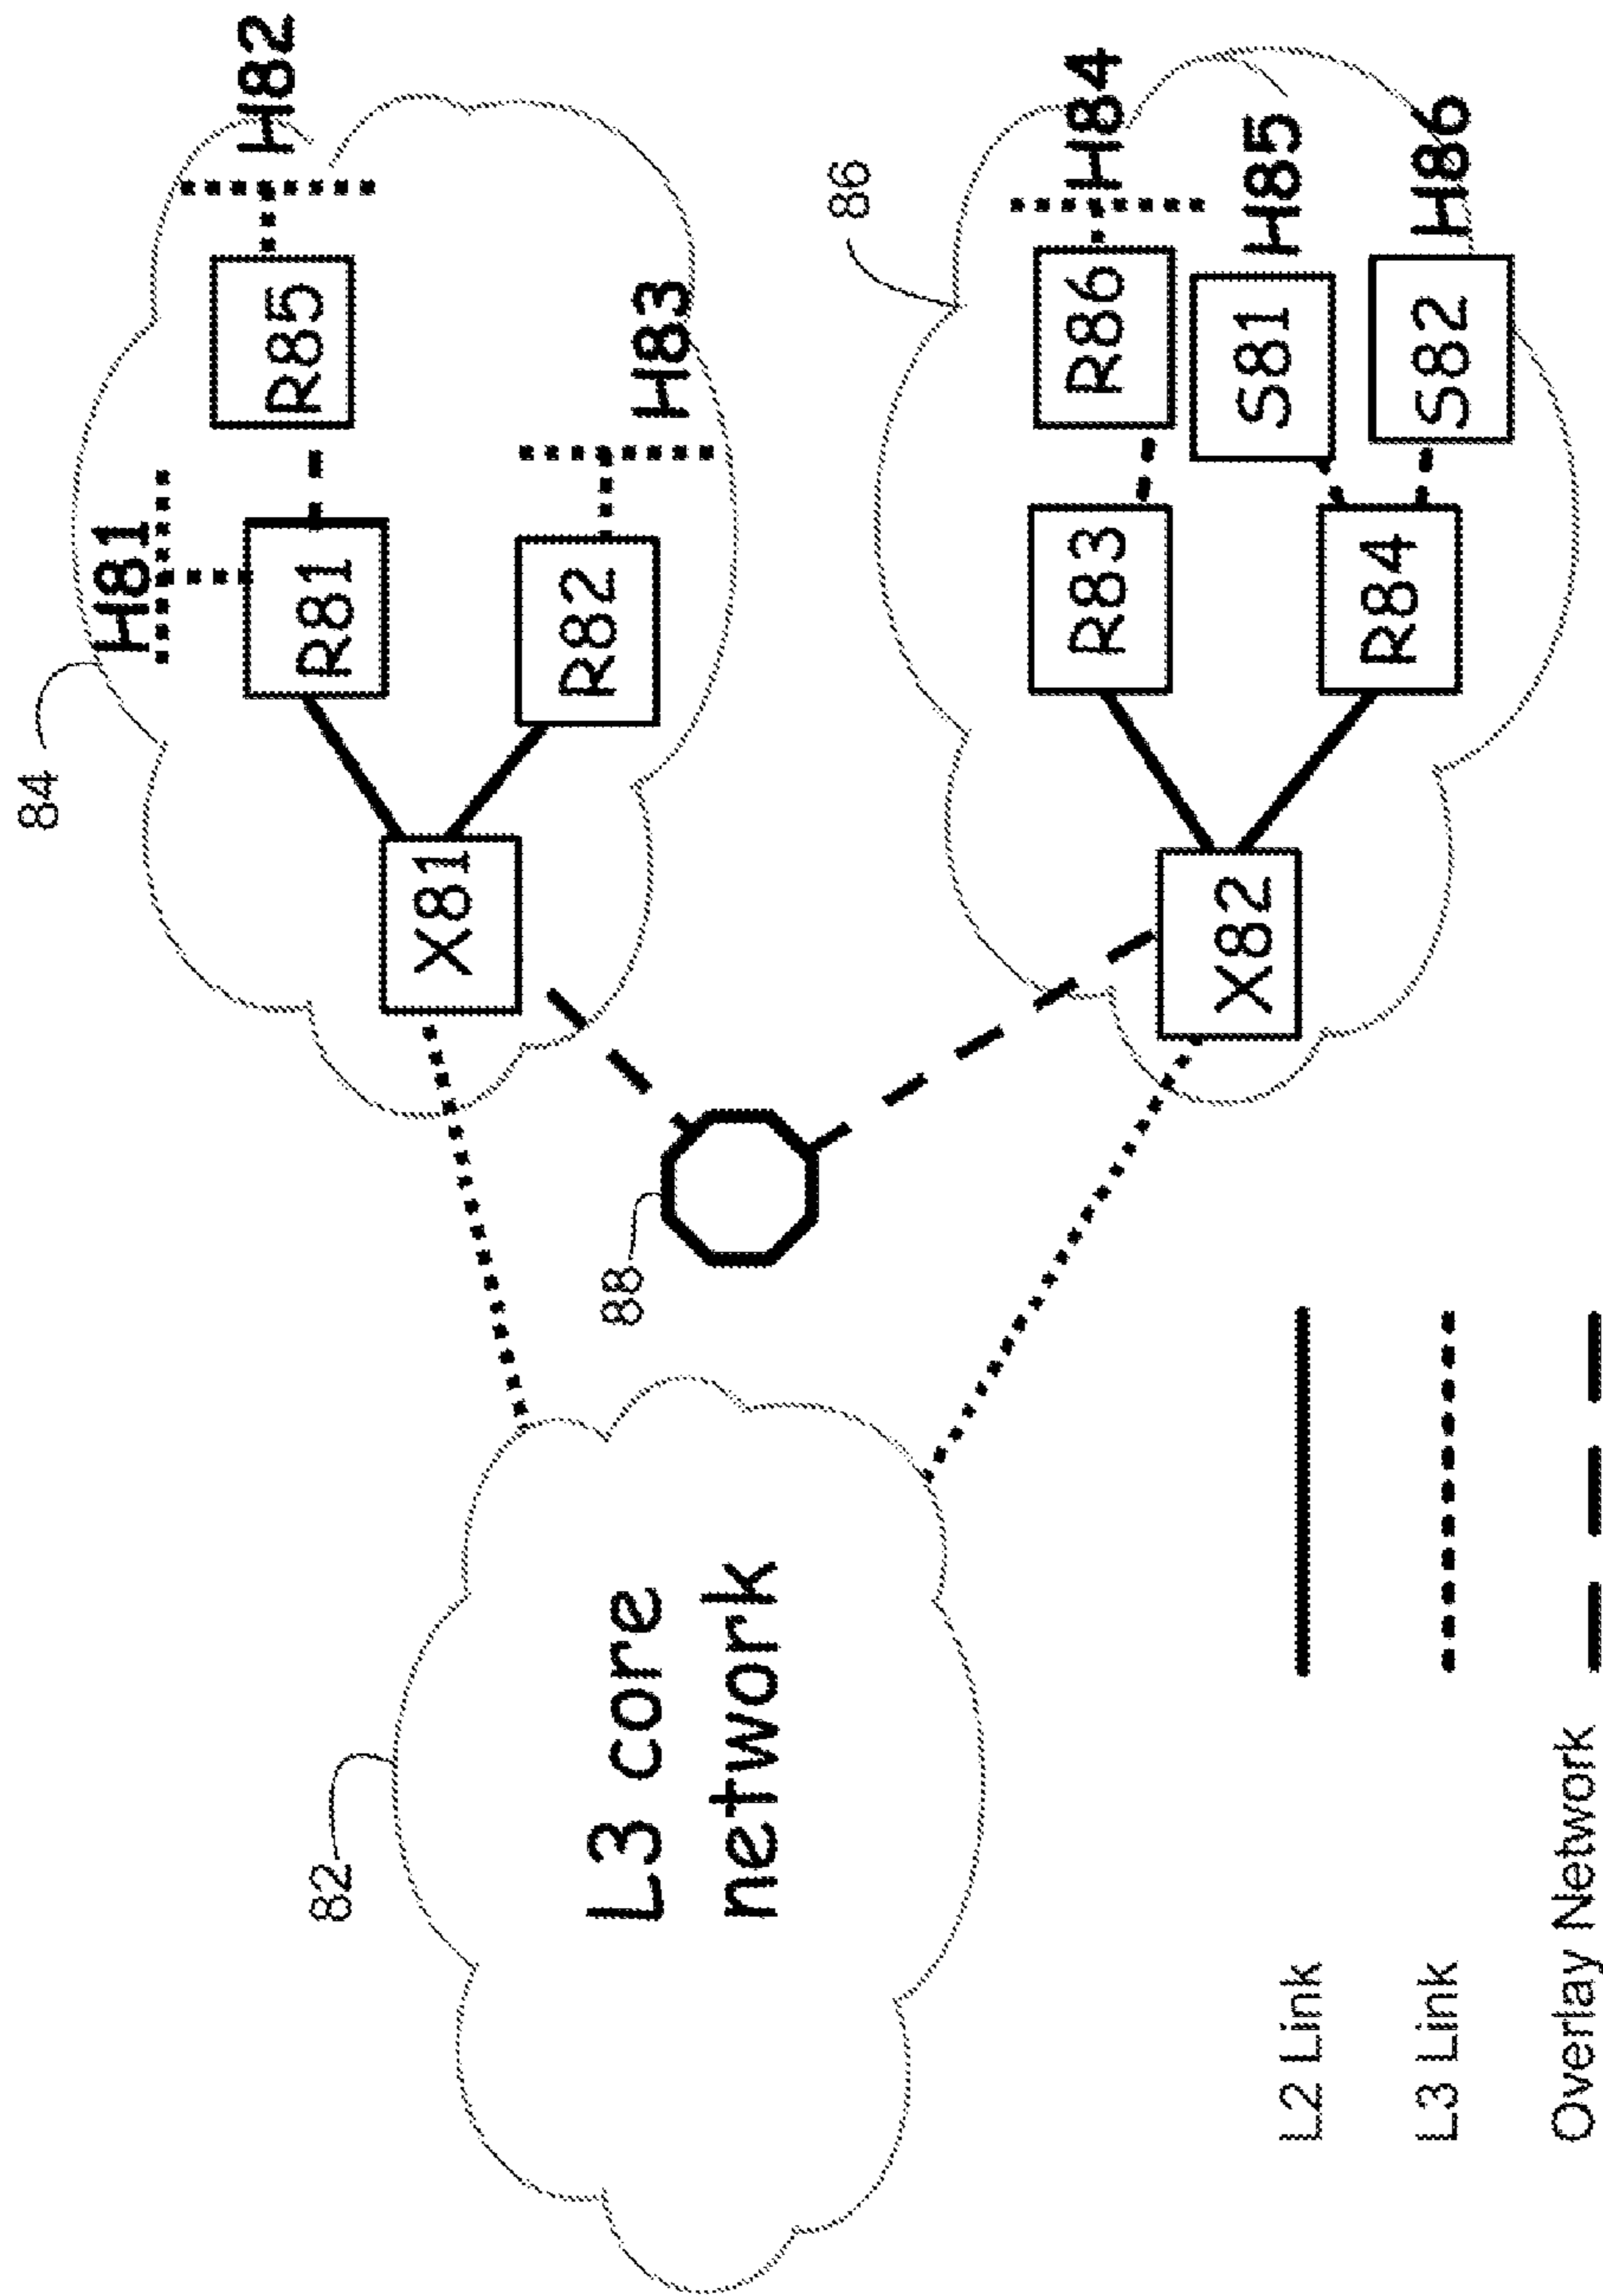 84
H81
H82
R81
R85
X81
R82
H83
82
L3 core
network
88
86
R83
R86
H84
X82
S81
H85
R84
S82
H86
L2 Link
L3 Link
Overlay Network